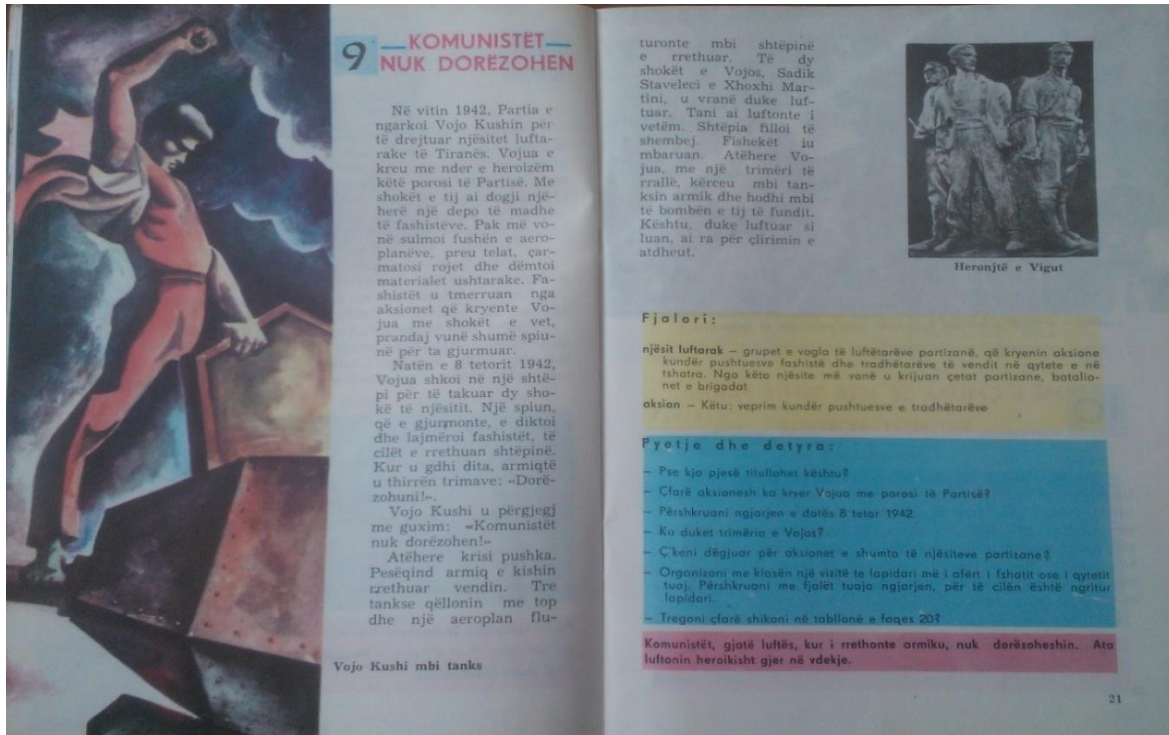 9
KOMUNISTËT
NUK DORËZOHEN
Në vitin 1942, Partia e
ngarkoi Vojo Kushin për
të drejtuar njësitet lufta-
rake të Tiranës. Vojua e
kreu me nder e heroizëm
këtë porosi të Partisë. Me
shokët e tij ai dogji një-
herë një depo të madhe
të fashistëve. Pak më vo-
në sulmoi fushën e aero-
planëve, preu telat, çar-
matosi rojet dhe dëmtoi
materialet ushtarake. Fa-
shistët u tmerruan nga
aksionet që kryente Vo-
jua me shokët e vet,
prandaj vunë shumë spiu-
në për ta gjurmuar.
Natën e 8 tetorit 1942,
Vojua shkoi në një shtë-
pi për të takuar dy sho-
kë të njësitit. Një spiun,
që e gjurmonte, e diktoi
dhe lajmëroi fashistët, të
cilët e rrethuan shtëpinë.
Kur u gdhi dita, armiqtë
u thirrën trimave: «Dorë-
zohuni!».
Vojo Kushi u përgjegj
me guxim: «Komunistët
nuk dorëzohen!»
Atëhere krisi pushka.
Pesëqind armiq e kishin
rrethuar vendin. Tre
tankse qëllonin me top
dhe një aeroplan flu-
Vojo Kushi mbi tanks
turonte mbi shtëpinë
e rrethuar. Të dy
shokët e Vojos, Sadik
Staveleci e Xhoxhi Mar-
tini, u vranë duke luf-
tuar. Tani ai luftonte i
vetëm. Shtëpia filloi të
shembej. Fishekët iu
mbaruan. Atëhere Vo-
jua, me një trimëri të
rrallë, kërceu mbi tan-
ksin armik dhe hodhi mbi
të bombën e tij të fundit.
Kështu, duke luftuar si
luan, ai ra për çlirimin e
atdheut.
Heronjtë e Vigut
Fjalori:
njësit luftarak – grupet e vogla të luftëtarëve partizanë, që kryenin aksione
kundër pushtuesve fashistë dhe tradhëtarëve të vendit në qytete e në
fshatra. Nga këto njësite më vonë u krijuan çetat partizane, batalio-
net e brigadat
aksion – Këtu: veprim kundër pushtuesve e tradhëtarëve
Pyetje dhe detyra:
– Pse kjo pjesë titullohet kështu?
– Çfarë aksionesh ka kryer Vojua me porosi të Partisë?
– Përshkruani ngjarjen e datës 8 tetor 1942.
– Ku duket trimëria e Vojos?
– Ç'keni dëgjuar për aksionet e shumta të njësiteve partizane?
– Organizoni me klasën një vizitë te lapidari më i afërt i fshatit ose i qytetit
tuaj. Përshkruani me fjalët tuaja ngjarjen, për të cilën është ngritur
lapidari.
– Tregoni çfarë shikoni në tabllonë e faqes 20?
Komunistët, gjatë luftës, kur i rrethonte armiku, nuk dorëzoheshin. Ata
luftonin heroikisht gjer në vdekje.
21